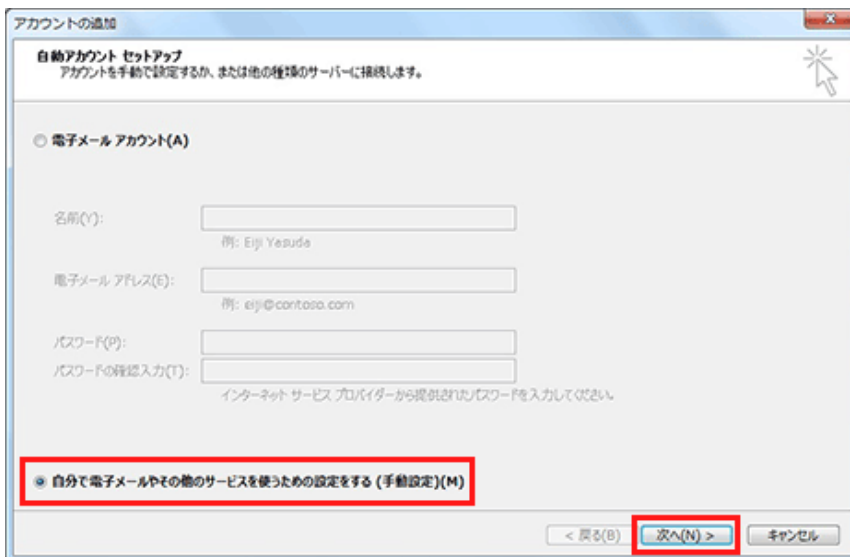 アカウントの追加
自動アカウント セットアップ
アカウントを手動で設定するか、または他の種類のサーバーに接続します。
電子メール アカウント(A)
名前(Y):
例: Eiji Yasuda
電子メール アドレス(E):
例: eiji@contoso.com
パスワード(P):
パスワードの確認入力(T):
インターネット サービス プロバイダーから提供されたパスワードを入力してください。
自分で電子メールやその他のサービスを使うための設定をする (手動設定)(M)
< 戻る(B) 次へ(N) > キャンセル